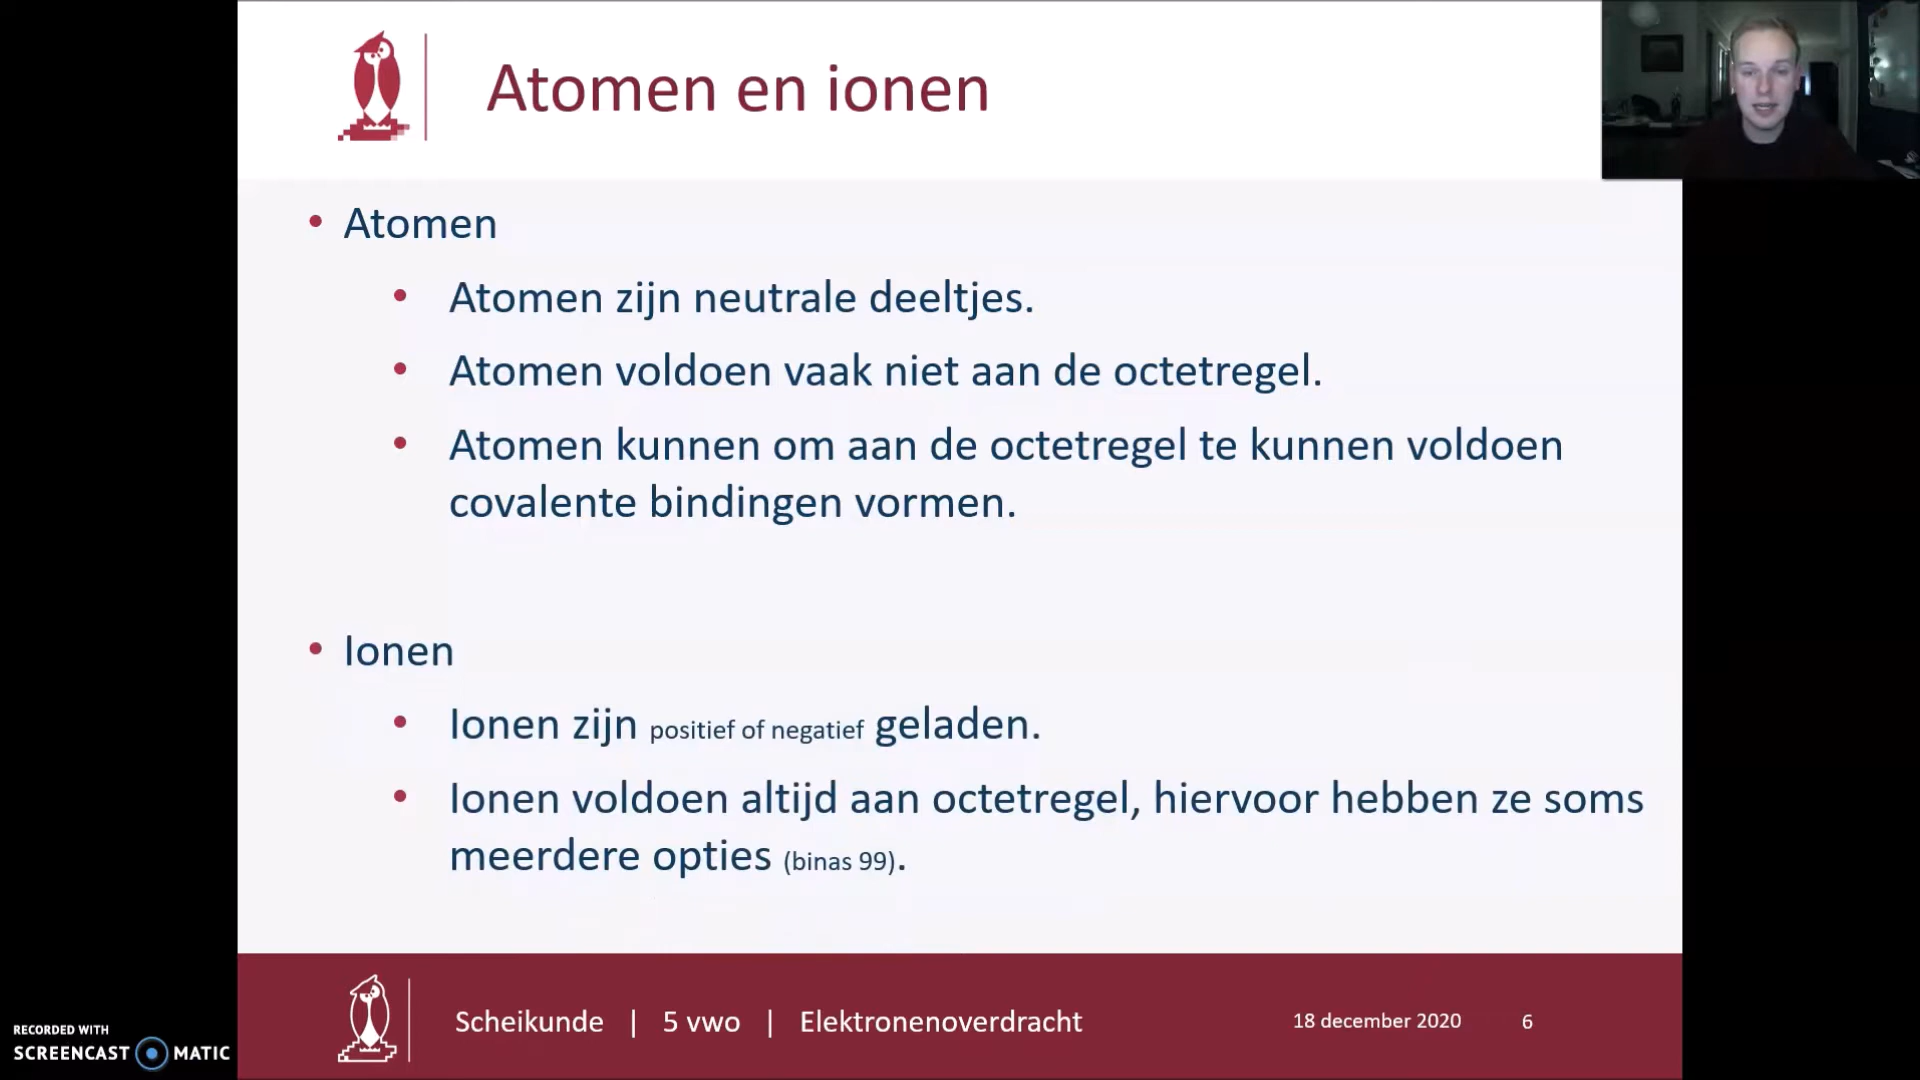 Atomen en ionen
• Atomen
• Atomen zijn neutrale deeltjes.
• Atomen voldoen vaak niet aan de octetregel.
• Atomen kunnen om aan de octetregel te kunnen voldoen
covalente bindingen vormen.
• Ionen
• Ionen zijn positief of negatief geladen.
• Ionen voldoen altijd aan octetregel, hiervoor hebben ze soms
meerdere opties (binas 99).
Scheikunde | 5 vwo | Elektronenoverdracht 18 december 2020 6
RECORDED WITH
SCREENCAST MATIC